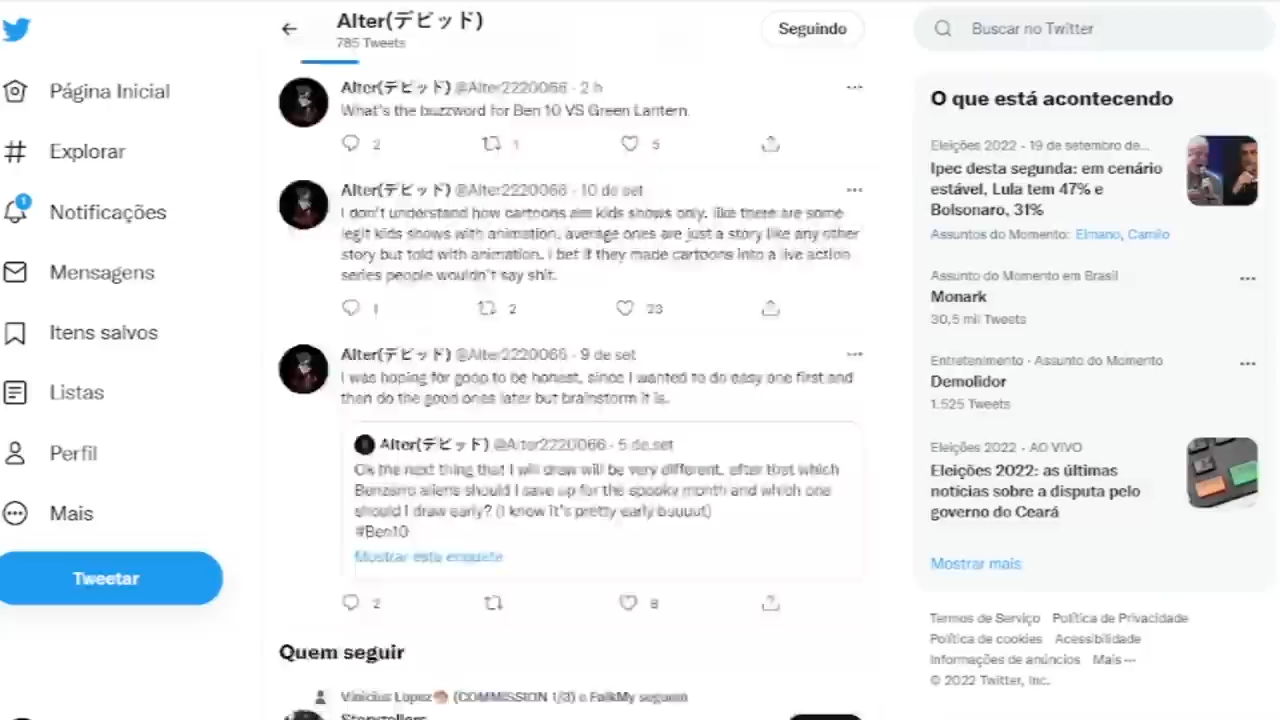 Página Inicial
Explorar
1
Notificações
Mensagens
Itens salvos
Listas
Perfil
Mais
Tweetar
Alter(デビッド)
785 Tweets
Seguindo
Alter(デビッド) @Alter2220066 · 2 h
What's the buzzword for Ben 10 VS Green Lantern.
2 1 5
Alter(デビッド) @Alter2220066 · 10 de set
I don't understand how cartoons are kids shows only, like there are some
legit kids shows with animation, average ones are just a story like any other
story but told with animation. I bet if they made cartoons into a live action
series people wouldn't say shit.
1 2 23
Alter(デビッド) @Alter2220066 · 9 de set
I was hoping for goop to be honest, since I wanted to do easy one first and
then do the good ones later but brainstorm it is.
Alter(デビッド) @Alter2220066 · 5 de set
Ok the next thing that I will draw will be very different, after that which
Benzarro aliens should I save up for the spooky month and which one
should I draw early? (I know it's pretty early buuuut)
#Ben10
Mostrar esta enquete
2 8
Quem seguir
Vinicius Lopez (COMMISSION 1/3) e FalkMy seguem
Storytellers
Buscar no Twitter
O que está acontecendo
Eleições 2022 · 19 de setembro de...
Ipec desta segunda: em cenário
estável, Lula tem 47% e
Bolsonaro, 31%
Assuntos do Momento: Elmano, Camilo
Assunto do Momento em Brasil
Monark
30,5 mil Tweets
Entretenimento · Assunto do Momento
Demolidor
1.525 Tweets
Eleições 2022 · AO VIVO
Eleições 2022: as últimas
notícias sobre a disputa pelo
governo do Ceará
Mostrar mais
Termos de Serviço Política de Privacidade
Política de cookies Acessibilidade
Informações de anúncios Mais ···
© 2022 Twitter, Inc.